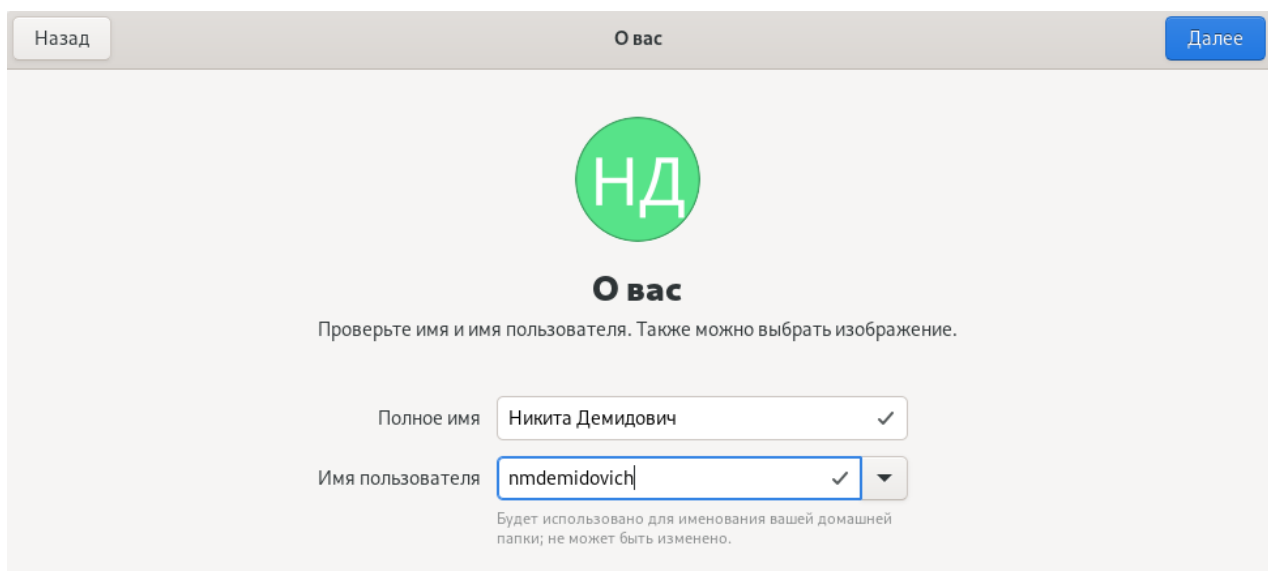 Назад
О вас
Далее
НД
О вас
Проверьте имя и имя пользователя. Также можно выбрать изображение.
Полное имя
Никита Демидович
Имя пользователя
nmdemidovich
Будет использовано для именования вашей домашней
папки; не может быть изменено.